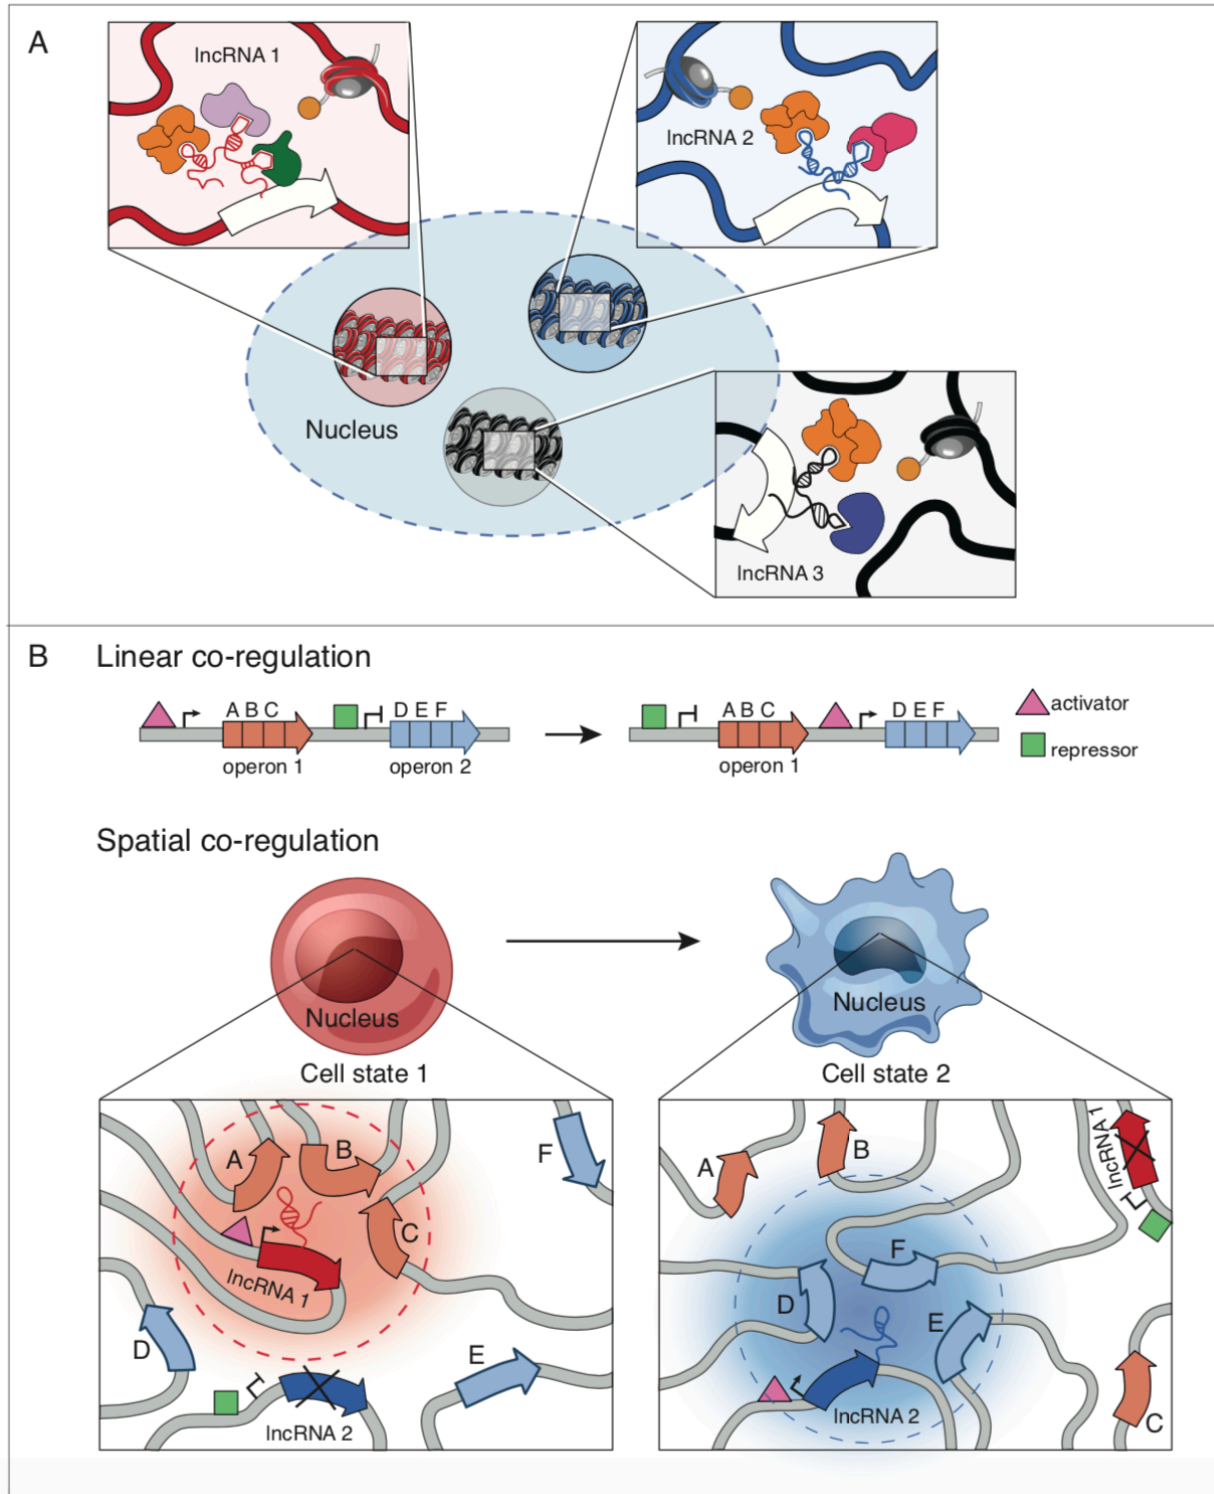 A
lncRNA 1
lncRNA 2
Nucleus
lncRNA 3
B
Linear co-regulation
A B C
D E F
operon 1
operon 2
A B C
D E F
operon 1
activator
repressor
Spatial co-regulation
Nucleus
Cell state 1
Nucleus
Cell state 2
A
B
C
F
lncRNA 1
D
E
lncRNA 2
A
B
lncRNA 1
F
D
E
lncRNA 2
C